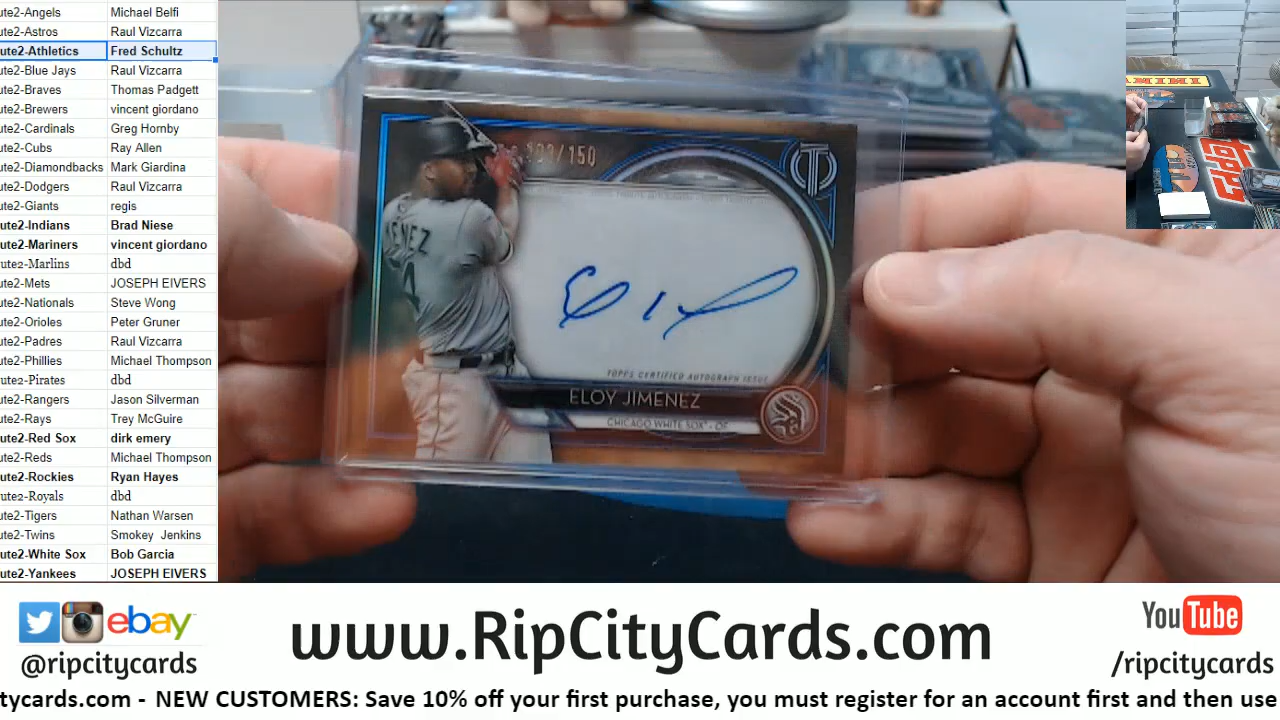 ute2-Angels Michael Belfi
ute2-Astros Raul Vizcarra
ute2-Athletics Fred Schultz
ute2-Blue Jays Raul Vizcarra
ute2-Braves Thomas Padgett
ute2-Brewers vincent giordano
ute2-Cardinals Greg Hornby
ute2-Cubs Ray Allen
ute2-Diamondbacks Mark Giardina
ute2-Dodgers Raul Vizcarra
ute2-Giants regis
ute2-Indians Brad Niese
ute2-Mariners vincent giordano
ute2-Marlins dbd
ute2-Mets JOSEPH EIVERS
ute2-Nationals Steve Wong
ute2-Orioles Peter Gruner
ute2-Padres Raul Vizcarra
ute2-Phillies Michael Thompson
ute2-Pirates dbd
ute2-Rangers Jason Silverman
ute2-Rays Trey McGuire
ute2-Red Sox dirk emery
ute2-Reds Michael Thompson
ute2-Rockies Ryan Hayes
ute2-Royals dbd
ute2-Tigers Nathan Warsen
ute2-Twins Smokey Jenkins
ute2-White Sox Bob Garcia
ute2-Yankees JOSEPH EIVERS
/150
TOPPS CERTIFIED AUTOGRAPH ISSUE
ELOY JIMENEZ
CHICAGO WHITE SOX - OF
PANINI
TOPPS
ebay
@ripcitycards
www.RipCityCards.com
YouTube
/ripcitycards
tycards.com - NEW CUSTOMERS: Save 10% off your first purchase, you must register for an account first and then use